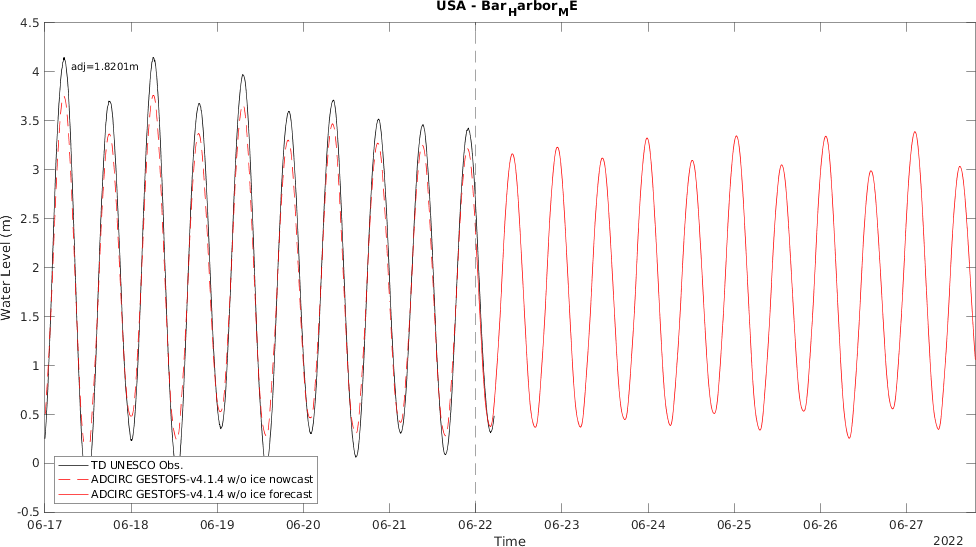 USA - Bar_Harbor_ME
4.5
adj=1.8201m
4
3.5
3
2.5
2
1.5
1
0.5
0
-0.5
Water Level (m)
TD UNESCO Obs.
ADCIRC GESTOFS-v4.1.4 w/o ice nowcast
ADCIRC GESTOFS-v4.1.4 w/o ice forecast
06-17 06-18 06-19 06-20 06-21 06-22 06-23 06-24 06-25 06-26 06-27
Time
2022